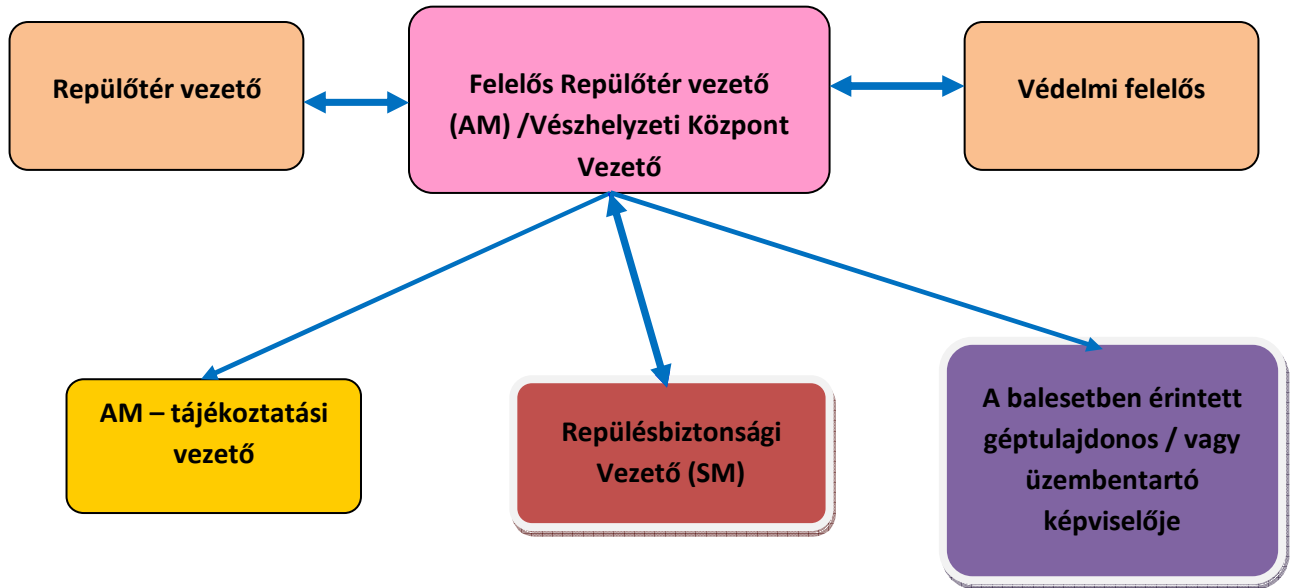 Repülőtér vezető
Felelős Repülőtér vezető
(AM) /Vészhelyzeti Központ
Vezető
Védelmi felelős
AM – tájékoztatási
vezető
Repülésbiztonsági
Vezető (SM)
A balesetben érintett
géptulajdonos / vagy
üzembentartó
képviselője